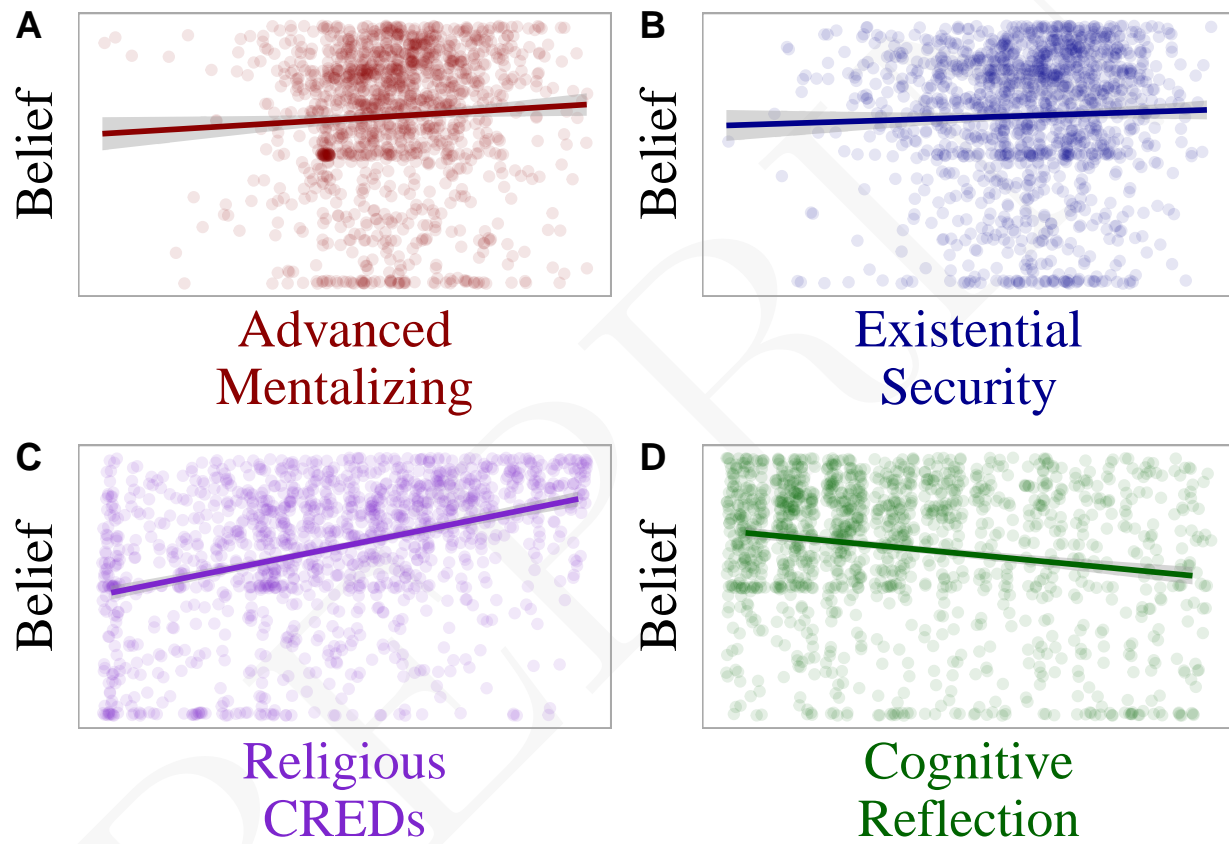 A
Belief
Advanced
Mentalizing
B
Belief
Existential
Security
C
Belief
Religious
CREDs
D
Belief
Cognitive
Reflection